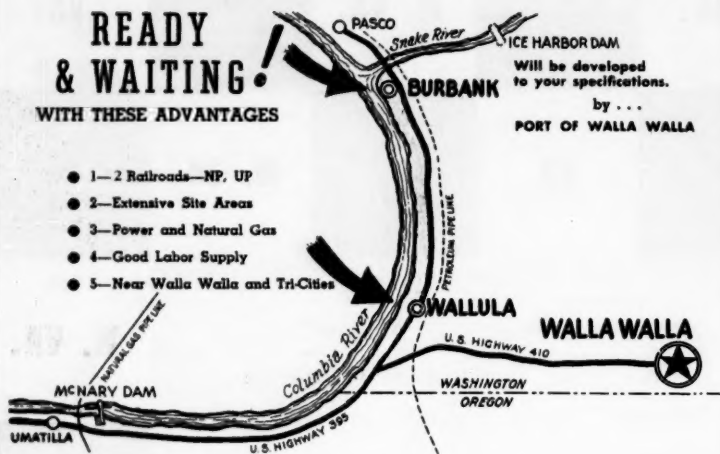 READY
& WAITING!
WITH THESE ADVANTAGES
1—2 Railroads—NP, UP
2—Extensive Site Areas
3—Power and Natural Gas
4—Good Labor Supply
5—Near Walla Walla and Tri-Cities
PASCO
Snake River
ICE HARBOR DAM
Will be developed
to your specifications.
by . . .
PORT OF WALLA WALLA
BURBANK
PETROLEUM PIPE LINE
WALLULA
WALLA WALLA
U.S. HIGHWAY 410
Columbia River
NATURAL GAS PIPE LINE
MCNARY DAM
WASHINGTON
OREGON
UMATILLA
U.S. HIGHWAY 395